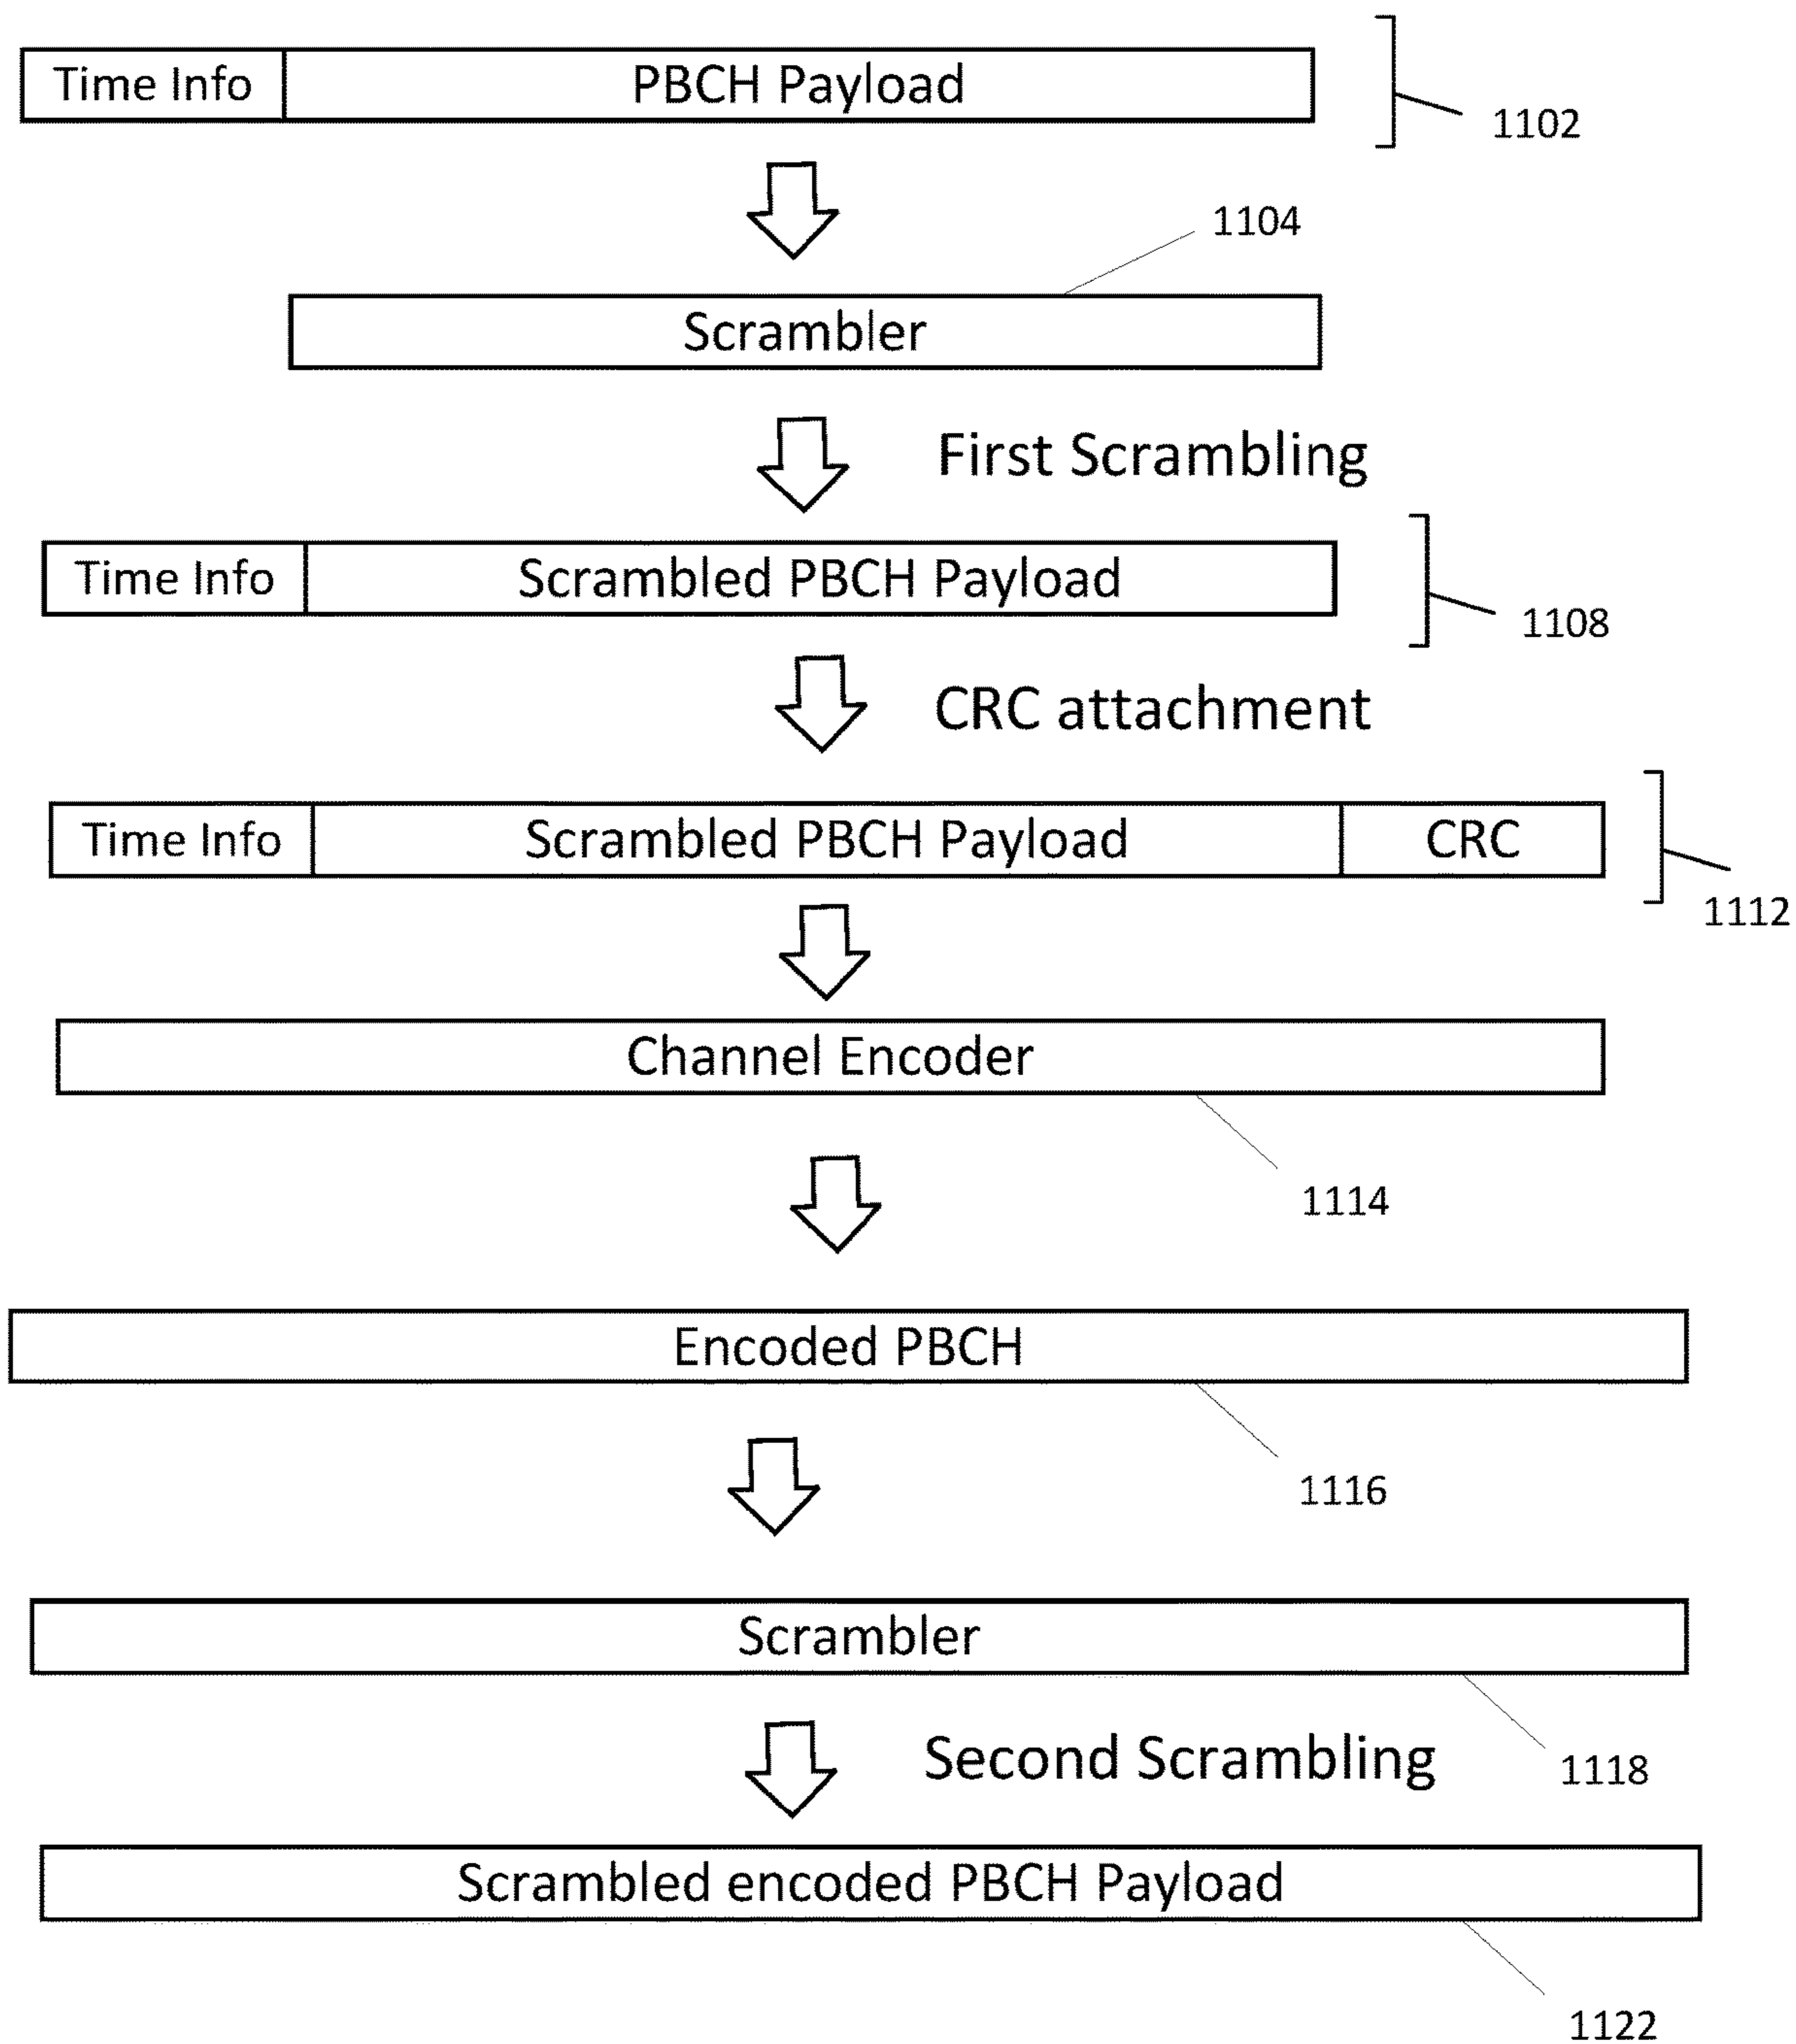 Time Info PBCH Payload
1102
1104
Scrambler
First Scrambling
Time Info Scrambled PBCH Payload
1108
CRC attachment
Time Info Scrambled PBCH Payload CRC
1112
Channel Encoder
1114
Encoded PBCH
1116
Scrambler
Second Scrambling
1118
Scrambled encoded PBCH Payload
1122